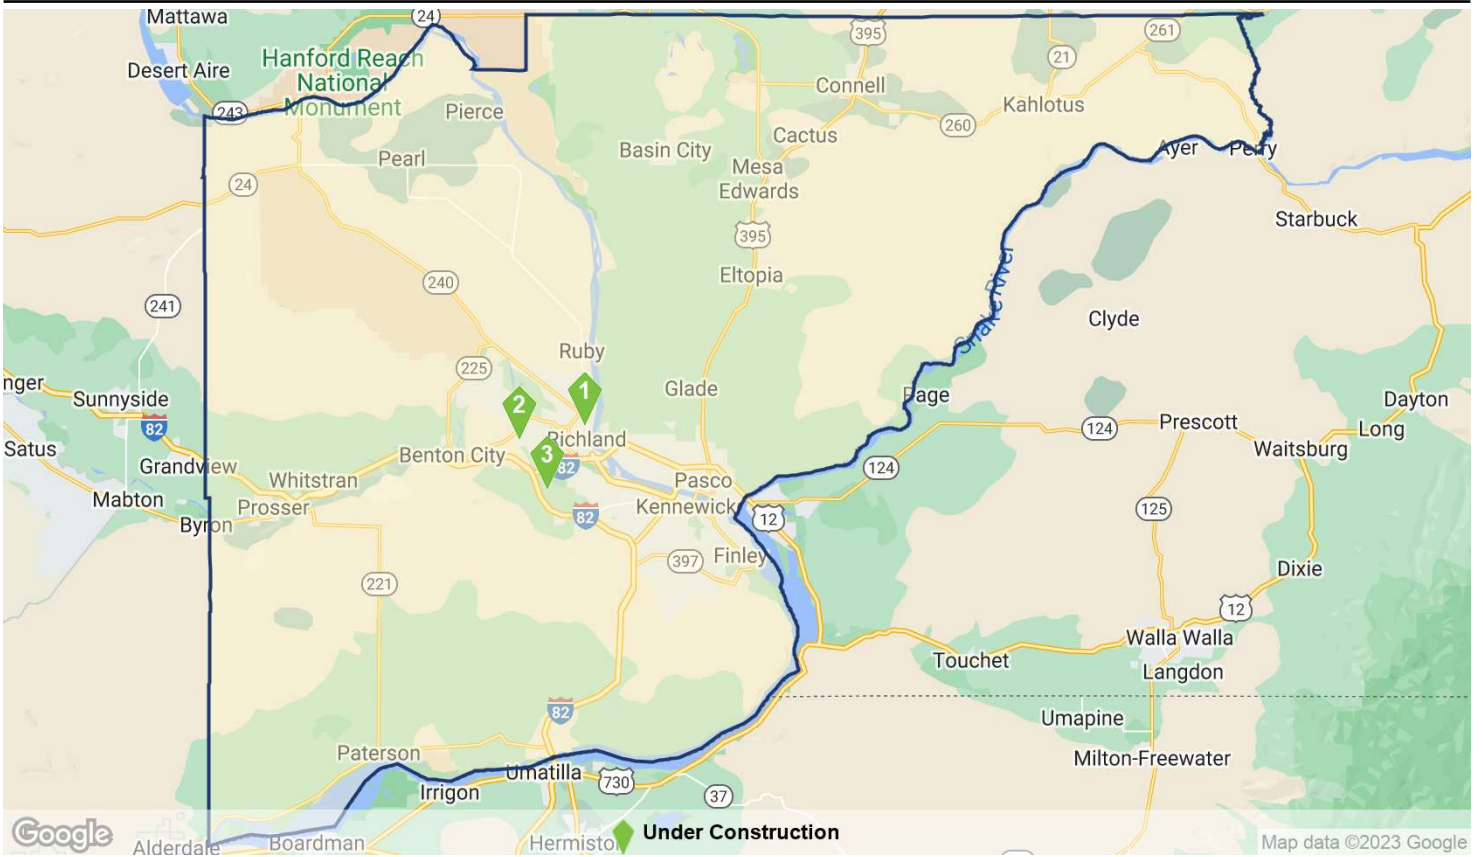 Mattawa
24
395
261
Desert Aire
Hanford Reach
National
Monument
21
Connell
243
Pierce
Kahlotus
260
Cactus
Basin City
Pearl
Mesa
Edwards
Ayer
Perry
24
Starbuck
395
Eltopia
240
Snake River
241
Clyde
Ruby
225
nger
Glade
Page
Sunnyside
1
2
Dayton
82
Prescott
124
Long
Richland
Satus
Benton City
3
82
Waitsburg
Grandview
124
Whitstran
Pasco
Mabton
Prosser
Kennewick
125
Byron
82
12
Finley
397
Dixie
221
12
Walla Walla
Touchet
Langdon
82
Umapine
Paterson
Milton-Freewater
Umatilla
730
Irrigon
37
Google
Alderdale
Boardman
Hermiston
Under Construction
Map data ©2023 Google